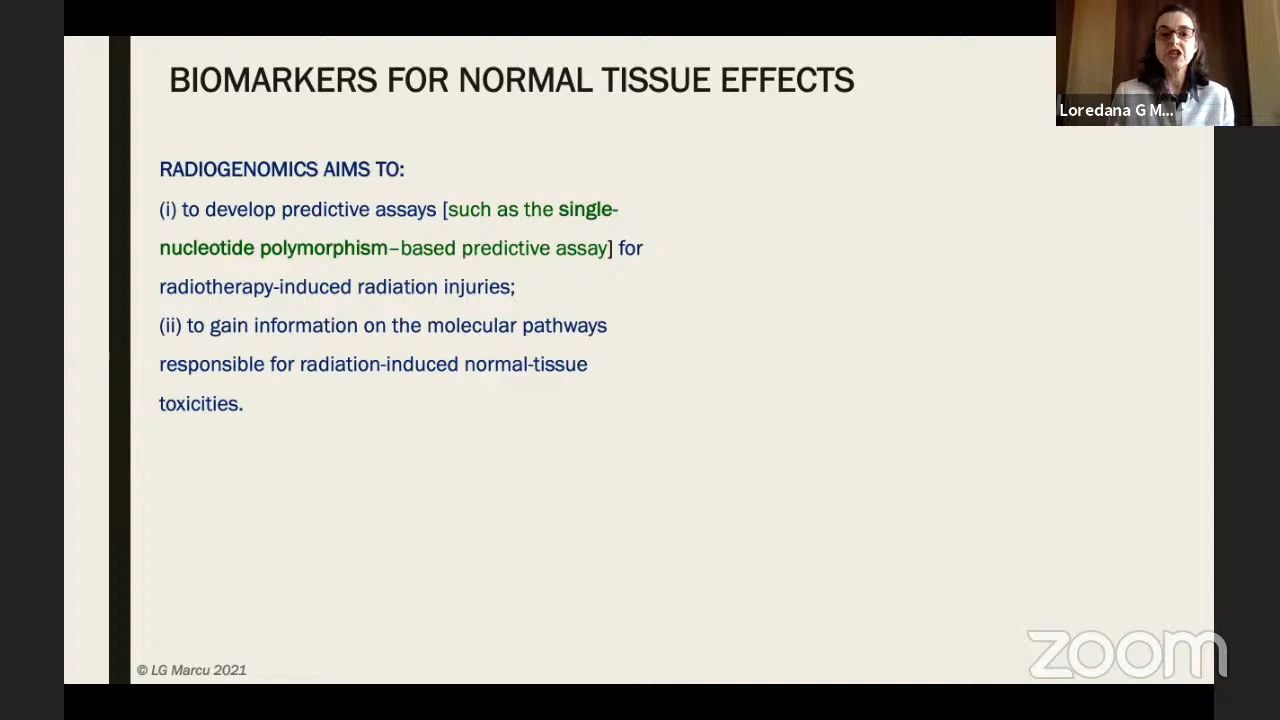 BIOMARKERS FOR NORMAL TISSUE EFFECTS
Loredana G M...
RADIOGENOMICS AIMS TO:
(i) to develop predictive assays [such as the single-
nucleotide polymorphism–based predictive assay] for
radiotherapy-induced radiation injuries;
(ii) to gain information on the molecular pathways
responsible for radiation-induced normal-tissue
toxicities.
© LG Marcu 2021
zoom